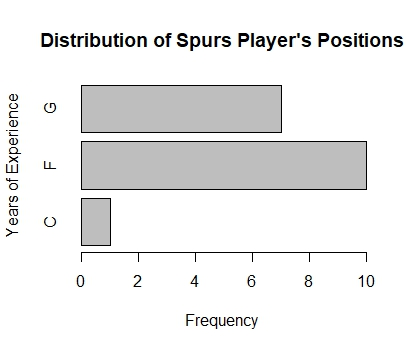 Distribution of Spurs Player's Positions
Years of Experience
G
F
C
0 2 4 6 8 10
Frequency